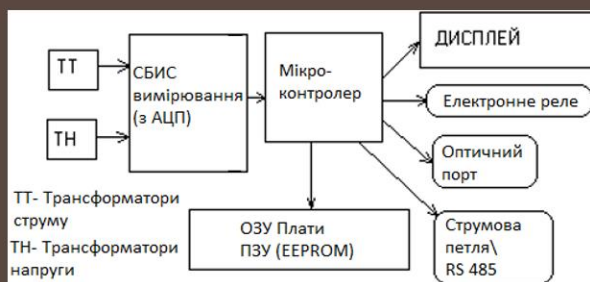 ТТ
ТН
СБИС
вимірювання
(з АЦП)
Мікро-
контролер
ДИСПЛЕЙ
Електронне реле
Оптичний
порт
Струмова
петля\
RS 485
ОЗУ Плати
ПЗУ (EEPROM)
ТТ- Трансформатори
струму
ТН- Трансформатори
напруги